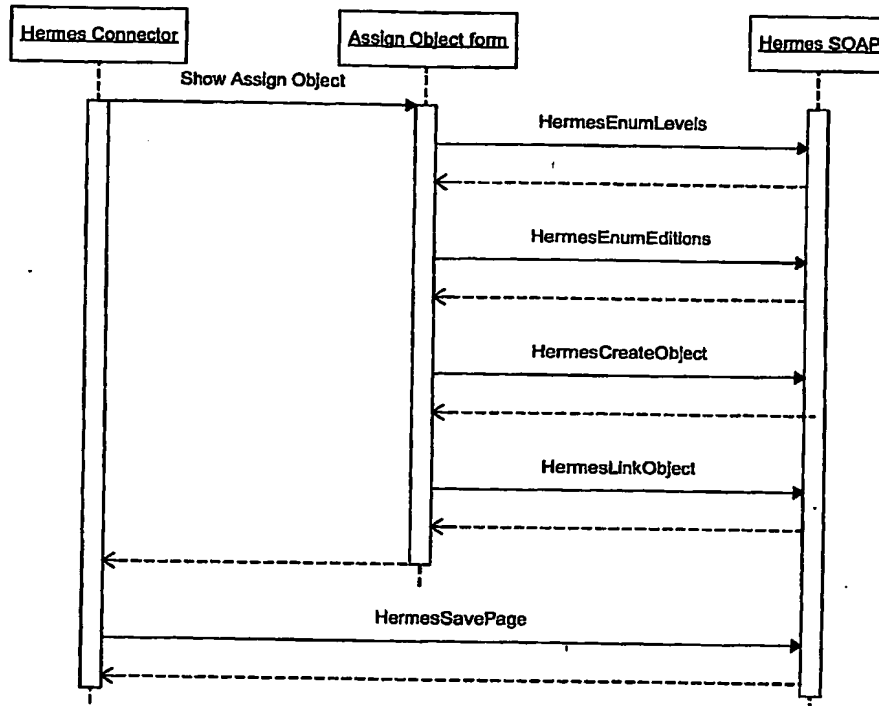 Hermes Connector
Assign Object form
Hermes SOAP
Show Assign Object
HermesEnumLevels
HermesEnumEditions
HermesCreateObject
HermesLinkObject
HermesSavePage